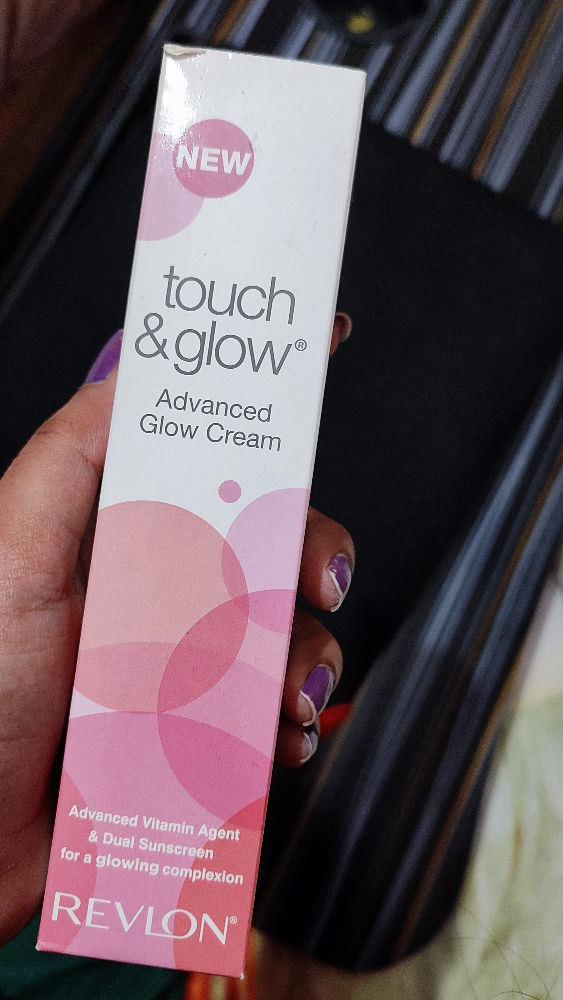 NEW
touch
&glow®
Advanced
Glow Cream
Advanced Vitamin Agent
& Dual Sunscreen
for a glowing complexion
REVLON®